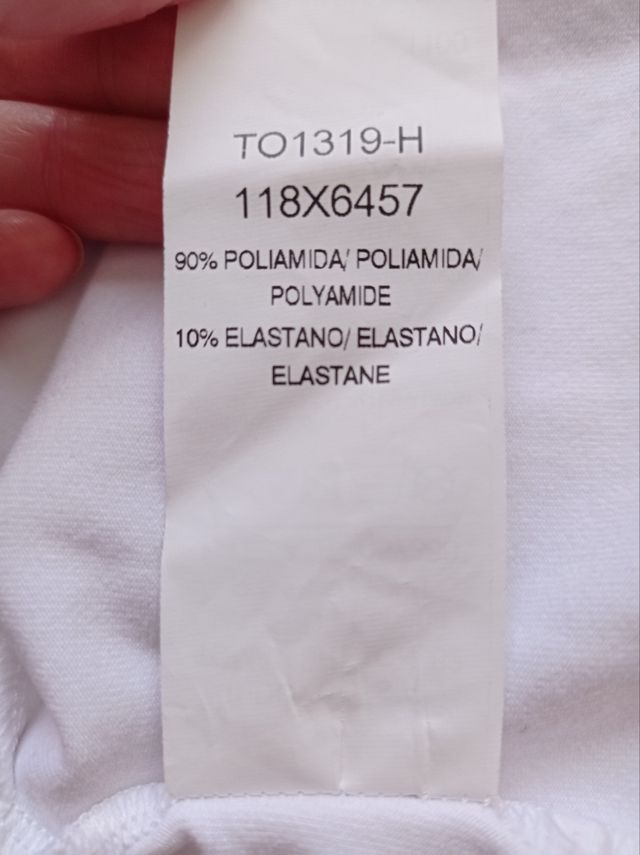 TO1319-H
118X6457
90% POLIAMIDA/ POLIAMIDA/
POLYAMIDE
10% ELASTANO/ ELASTANO/
ELASTANE